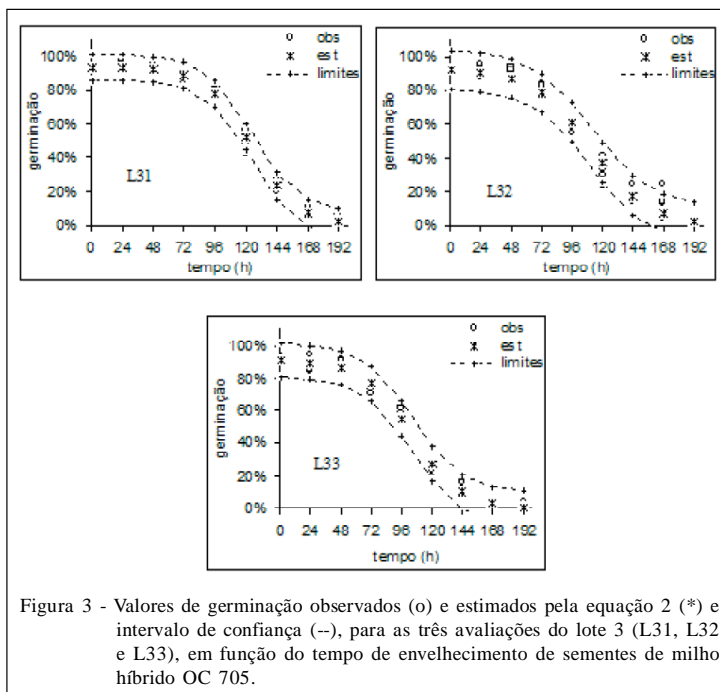 obs
est
limites
100%
80%
60%
40%
20%
0%
germinação
L31
0 24 48 72 96 120 144 168 192
tempo (h)
obs
est
limites
100%
80%
60%
40%
20%
0%
germinação
L32
0 24 48 72 96 120 144 168 192
tempo (h)
obs
est
limites
100%
80%
60%
40%
20%
0%
germinação
L33
0 24 48 72 96 120 144 168 192
tempo (h)
Figura 3 - Valores de germinação observados (o) e estimados pela equação 2 (*) e
intervalo de confiança (--), para as três avaliações do lote 3 (L31, L32
e L33), em função do tempo de envelhecimento de sementes de milho
híbrido OC 705.